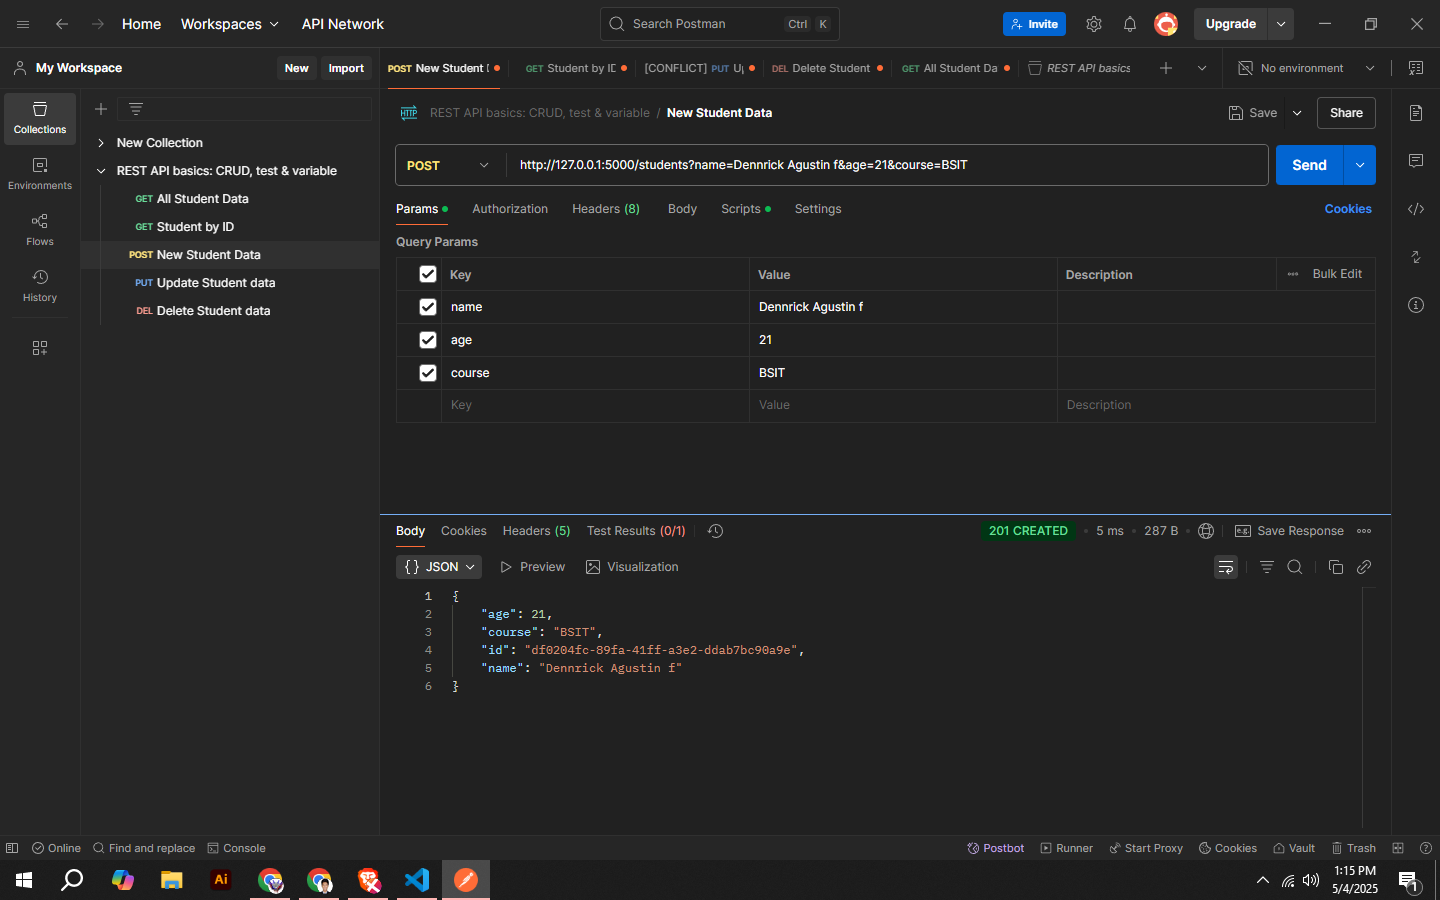 Home
Workspaces
API Network
Search Postman
Ctrl
K
Invite
Upgrade
My Workspace
New
Import
POST New Student D
GET Student by ID
[CONFLICT] PUT U
DEL Delete Student
GET All Student Da
REST API basics
No environment
Collections
Environments
Flows
History
New Collection
REST API basics: CRUD, test & variable
GET All Student Data
GET Student by ID
POST New Student Data
PUT Update Student data
DEL Delete Student data
HTTP REST API basics: CRUD, test & variable / New Student Data
Save
Share
POST
http://127.0.0.1:5000/students?name=Dennrick Agustin f&age=21&course=BSIT
Send
Params
Authorization
Headers (8)
Body
Scripts
Settings
Cookies
Query Params
Key
Value
Description
Bulk Edit
name
Dennrick Agustin f
age
21
course
BSIT
Key
Value
Description
Body
Cookies
Headers (5)
Test Results (0/1)
201 CREATED
5 ms
287 B
e.g.
Save Response
{} JSON
Preview
Visualization
1 {
2 "age": 21,
3 "course": "BSIT",
4 "id": "df0204fc-89fa-41ff-a3e2-ddab7bc90a9e",
5 "name": "Dennrick Agustin f"
6 }
Online
Find and replace
Console
Postbot
Runner
Start Proxy
Cookies
Vault
Trash
Ai
1:15 PM
5/4/2025
1